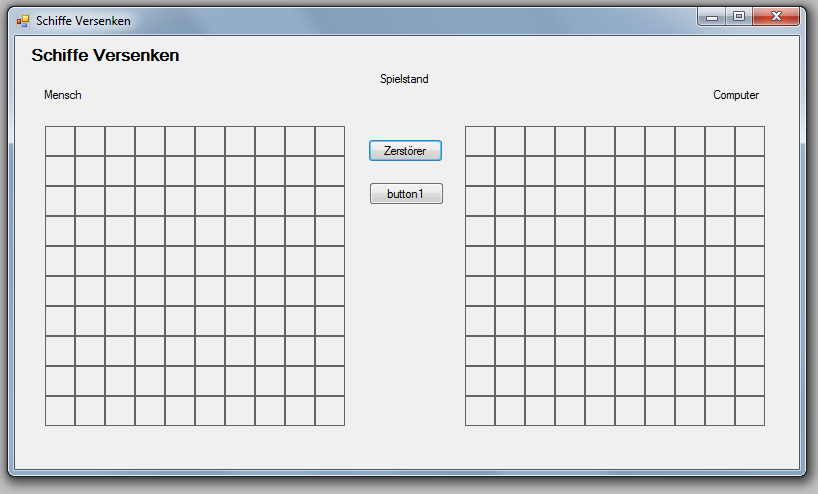 Schiffe Versenken
Schiffe Versenken
Spielstand
Mensch
Computer
Zerstörer
button1